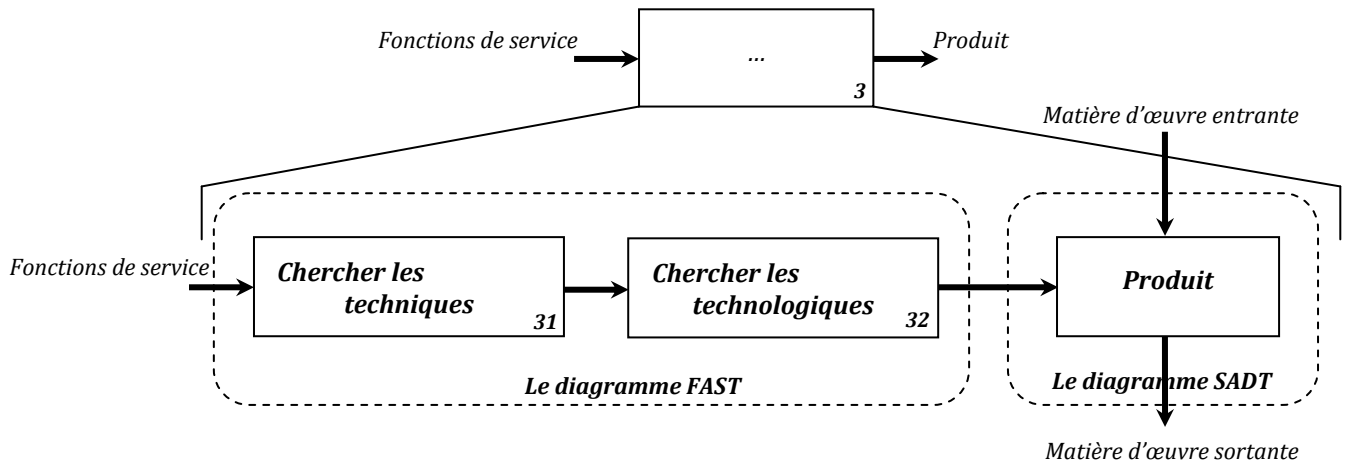 Fonctions de service
Produit
...
3
Matière d'œuvre entrante
Fonctions de service
Chercher les
techniques
31
Chercher les
technologiques
32
Produit
Le diagramme FAST
Le diagramme SADT
Matière d'œuvre sortante